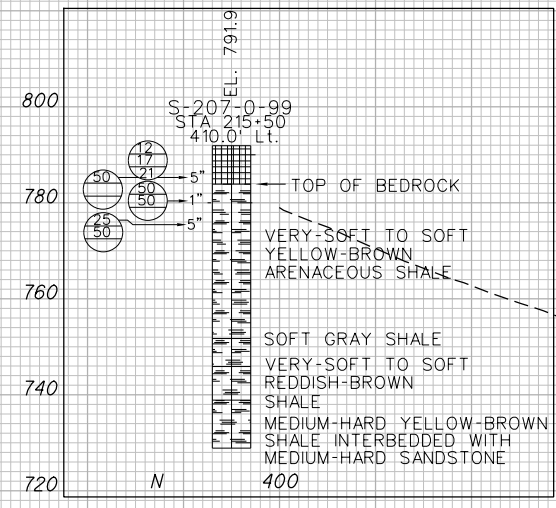 EL. 791.9
800
S-207-0-99
STA 215+50
410.0' Lt.
12
17
21
50
5"
TOP OF BEDROCK
50
50
1"
780
25
50
5"
VERY-SOFT TO SOFT
YELLOW-BROWN
ARENACEOUS SHALE
760
SOFT GRAY SHALE
VERY-SOFT TO SOFT
REDDISH-BROWN
SHALE
740
MEDIUM-HARD YELLOW-BROWN
SHALE INTERBEDDED WITH
MEDIUM-HARD SANDSTONE
720
N
400